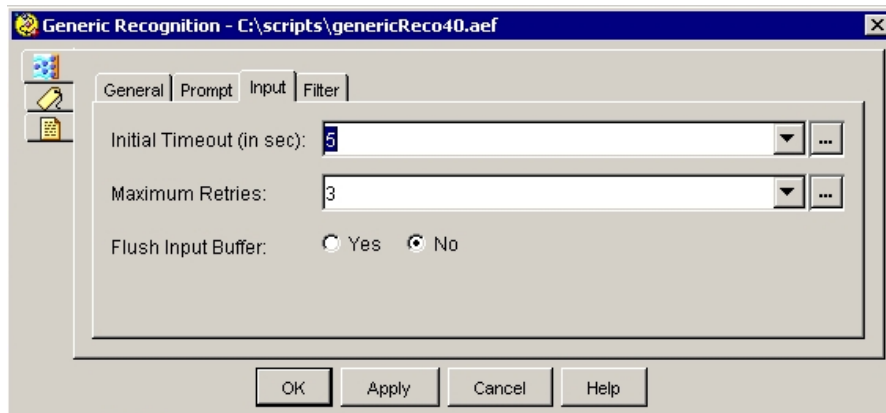 Generic Recognition - C:\scripts\genericReco40.aef
General Prompt Input Filter
Initial Timeout (in sec): 5 ...
Maximum Retries: 3 ...
Flush Input Buffer: Yes No
OK Apply Cancel Help